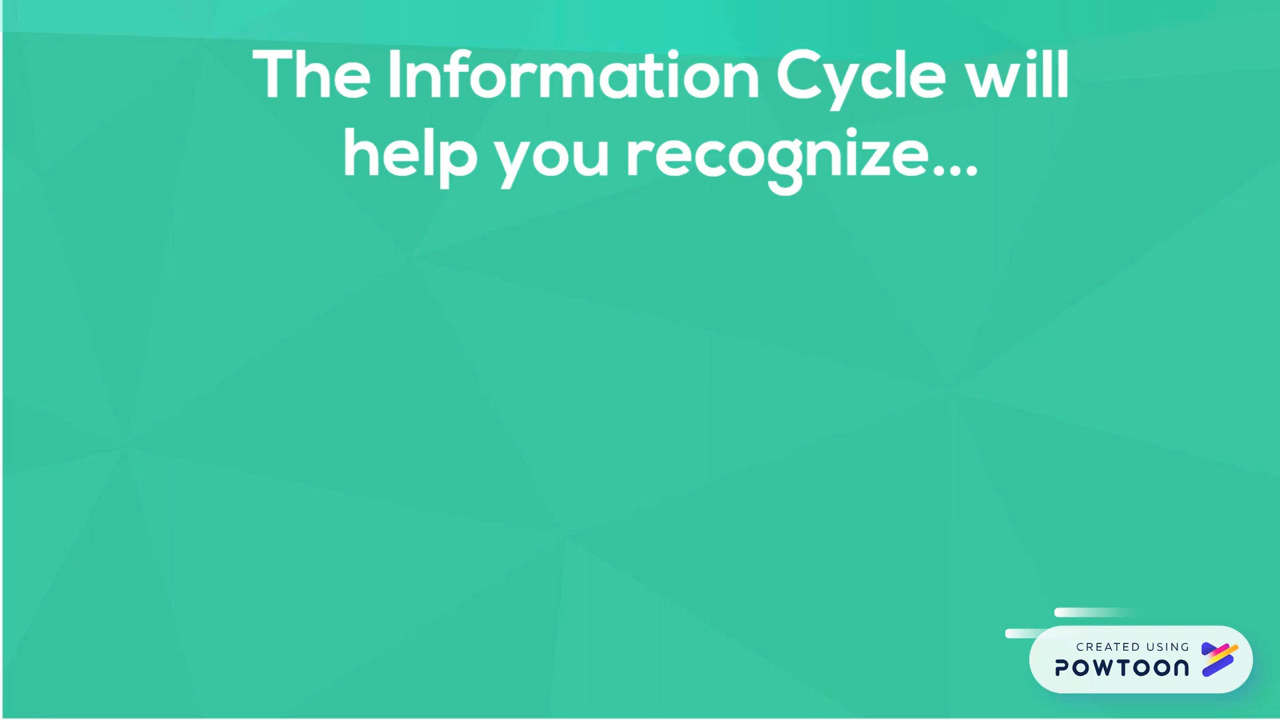 The Information Cycle will
help you recognize...
CREATED USING
POWTOON